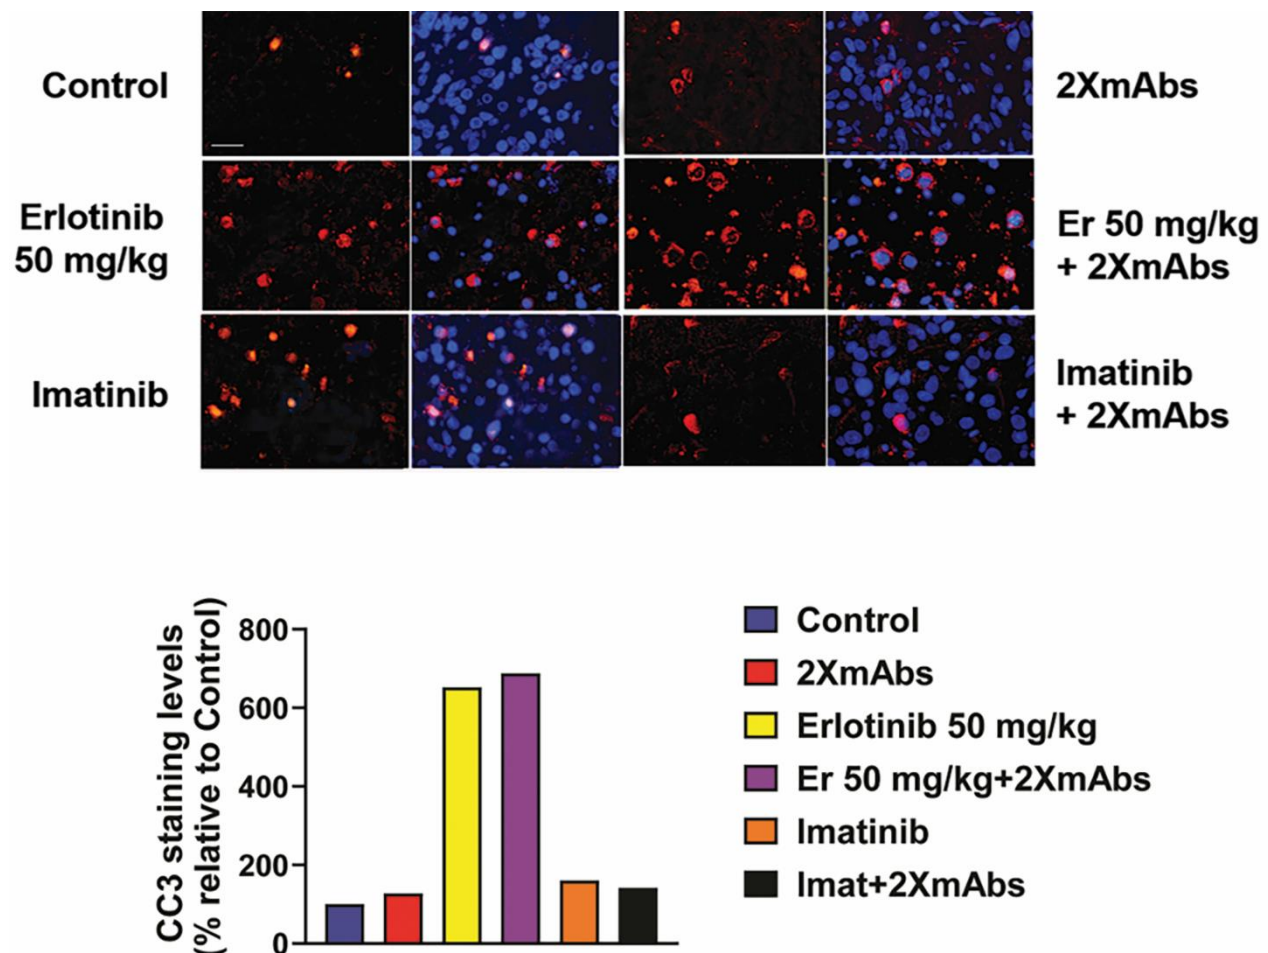 Control
2XmAbs
Erlotinib
50 mg/kg
Er 50 mg/kg
+ 2XmAbs
Imatinib
Imatinib
+ 2XmAbs
CC3 staining levels
(% relative to Control)
800
600
400
200
0
Control
2XmAbs
Erlotinib 50 mg/kg
Er 50 mg/kg+2XmAbs
Imatinib
Imat+2XmAbs